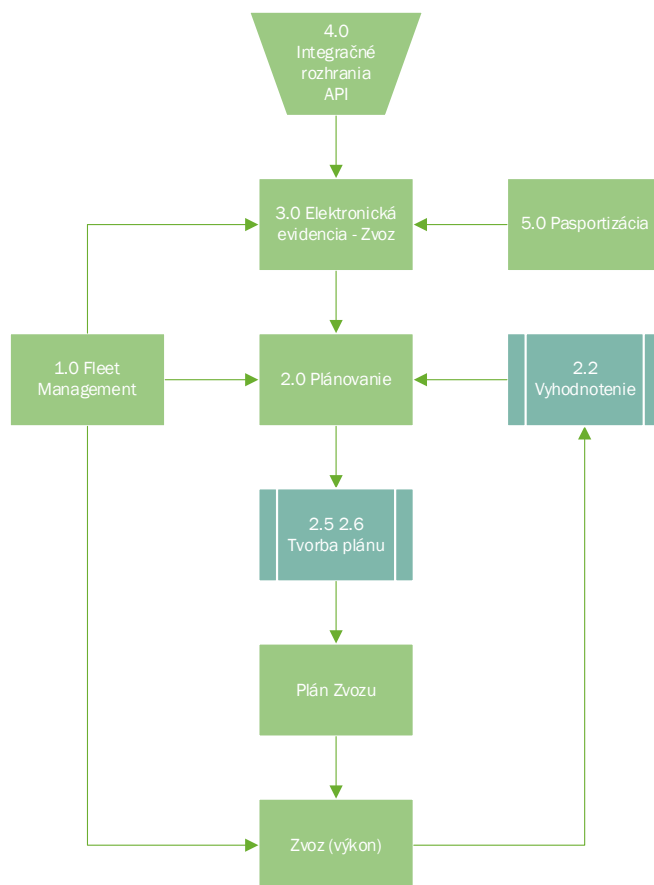 4.0
Integračné
rozhrania
API
3.0 Elektronická
evidencia - Zvoz
5.0 Pasportizácia
1.0 Fleet
Management
2.0 Plánovanie
2.2
Vyhodnotenie
2.5 2.6
Tvorba plánu
Plán Zvozu
Zvoz (výkon)